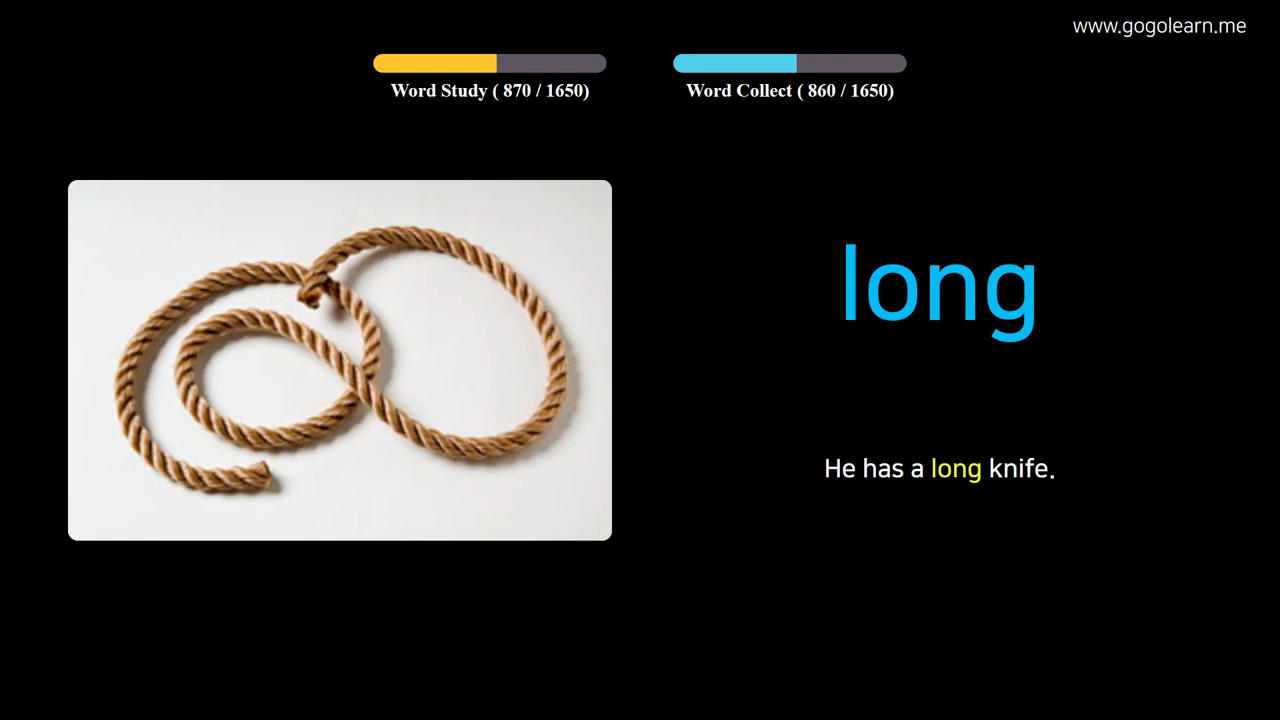 www.gogolearn.me
Word Study ( 870 / 1650)
Word Collect ( 860 / 1650)
long
He has a long knife.